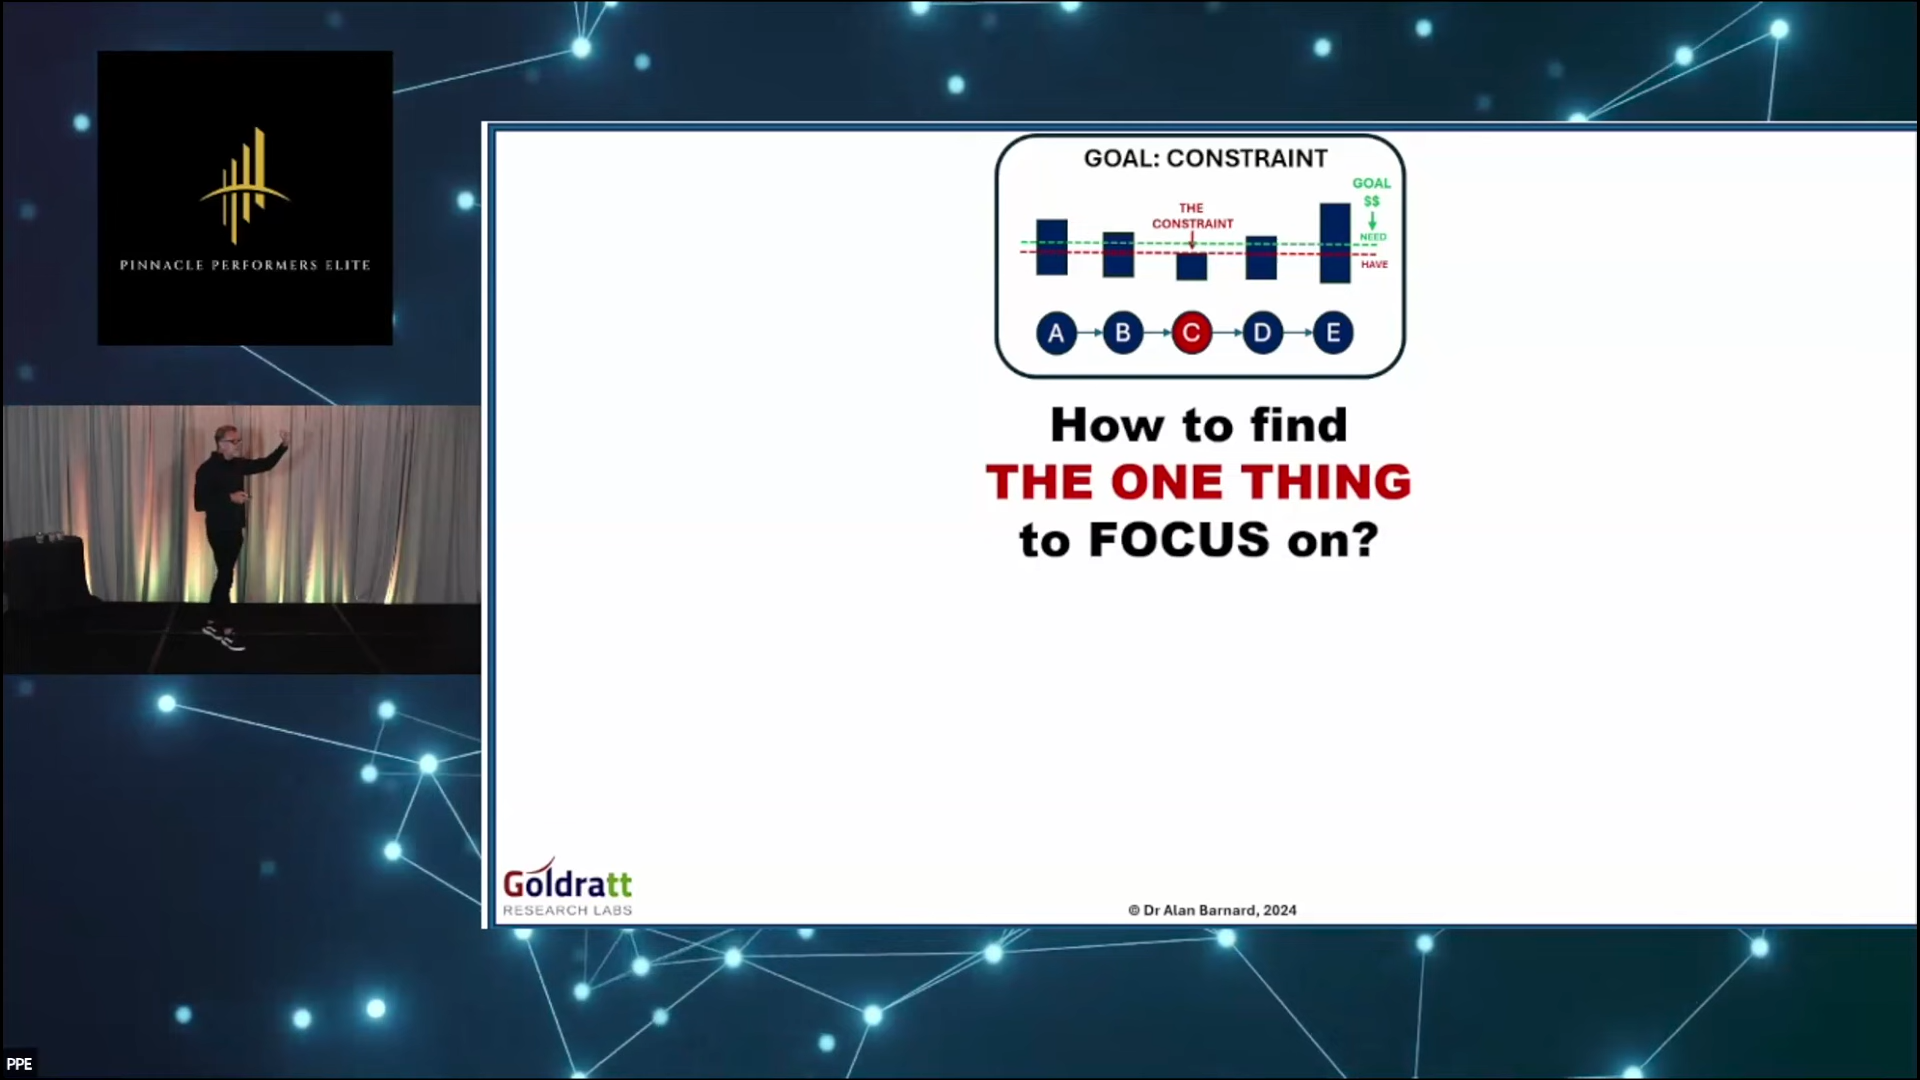 PINNACLE PERFORMERS ELITE
GOAL: CONSTRAINT
GOAL
$$
NEED
HAVE
THE
CONSTRAINT
A
B
C
D
E
How to find
THE ONE THING
to FOCUS on?
Goldratt
RESEARCH LABS
© Dr Alan Barnard, 2024
PPE